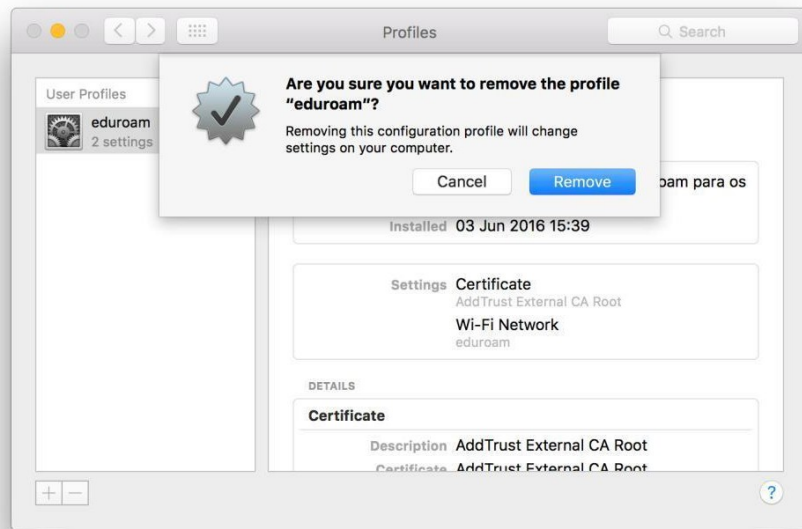 Profiles
Search
User Profiles
eduroam
2 settings
Are you sure you want to remove the profile
“eduroam”?
Removing this configuration profile will change
settings on your computer.
Cancel
Remove
oam para os
Installed 03 Jun 2016 15:39
Settings Certificate
AddTrust External CA Root
Wi-Fi Network
eduroam
DETAILS
Certificate
Description AddTrust External CA Root
Certificate AddTrust External CA Root
+ −
?